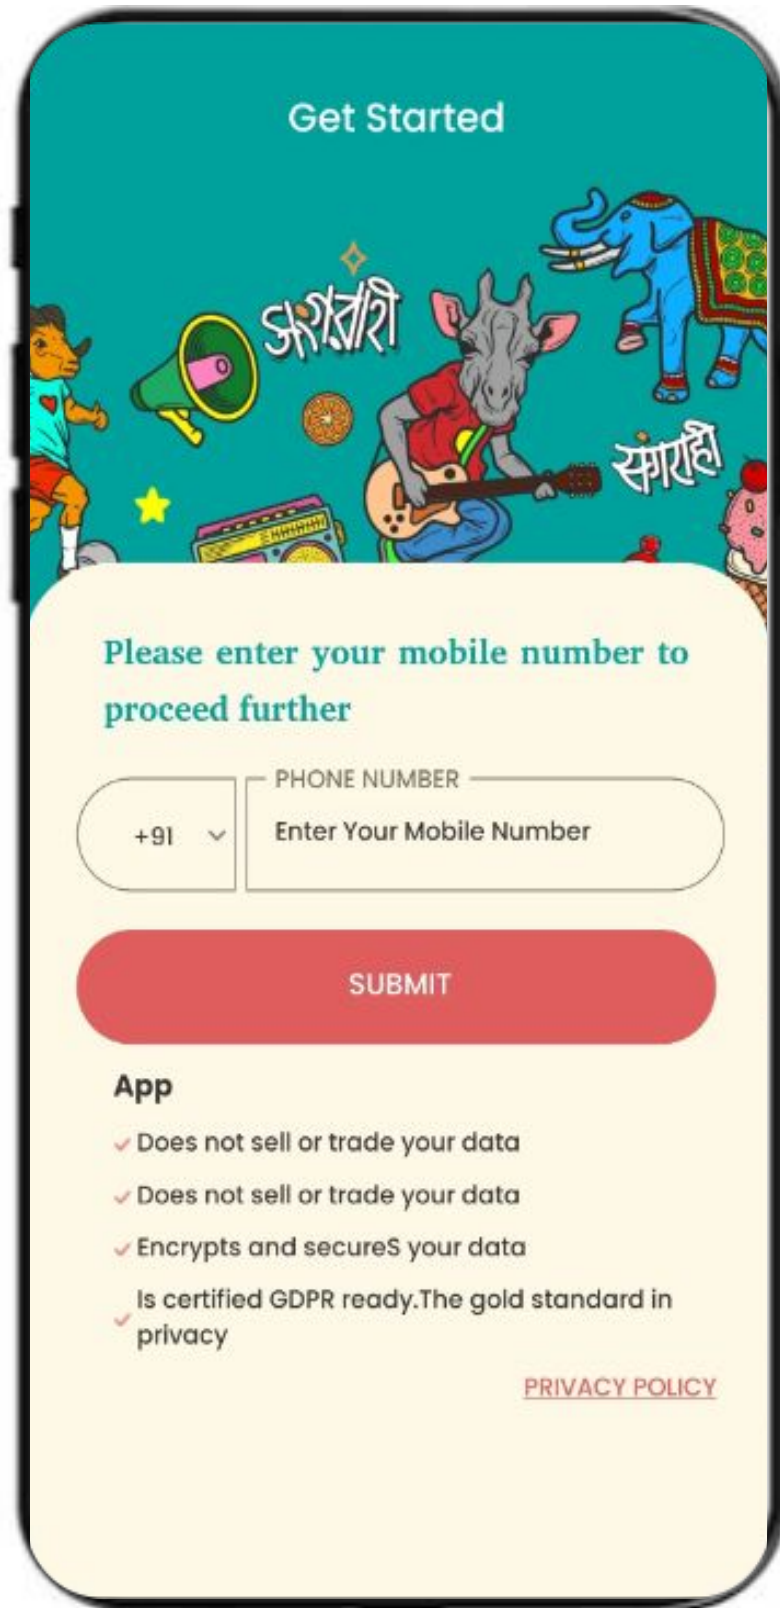 Get Started
संगराही
संगराही
Please enter your mobile number to
proceed further
PHONE NUMBER
+91
Enter Your Mobile Number
SUBMIT
App
Does not sell or trade your data
Does not sell or trade your data
Encrypts and secureS your data
Is certified GDPR ready.The gold standard in
privacy
PRIVACY POLICY